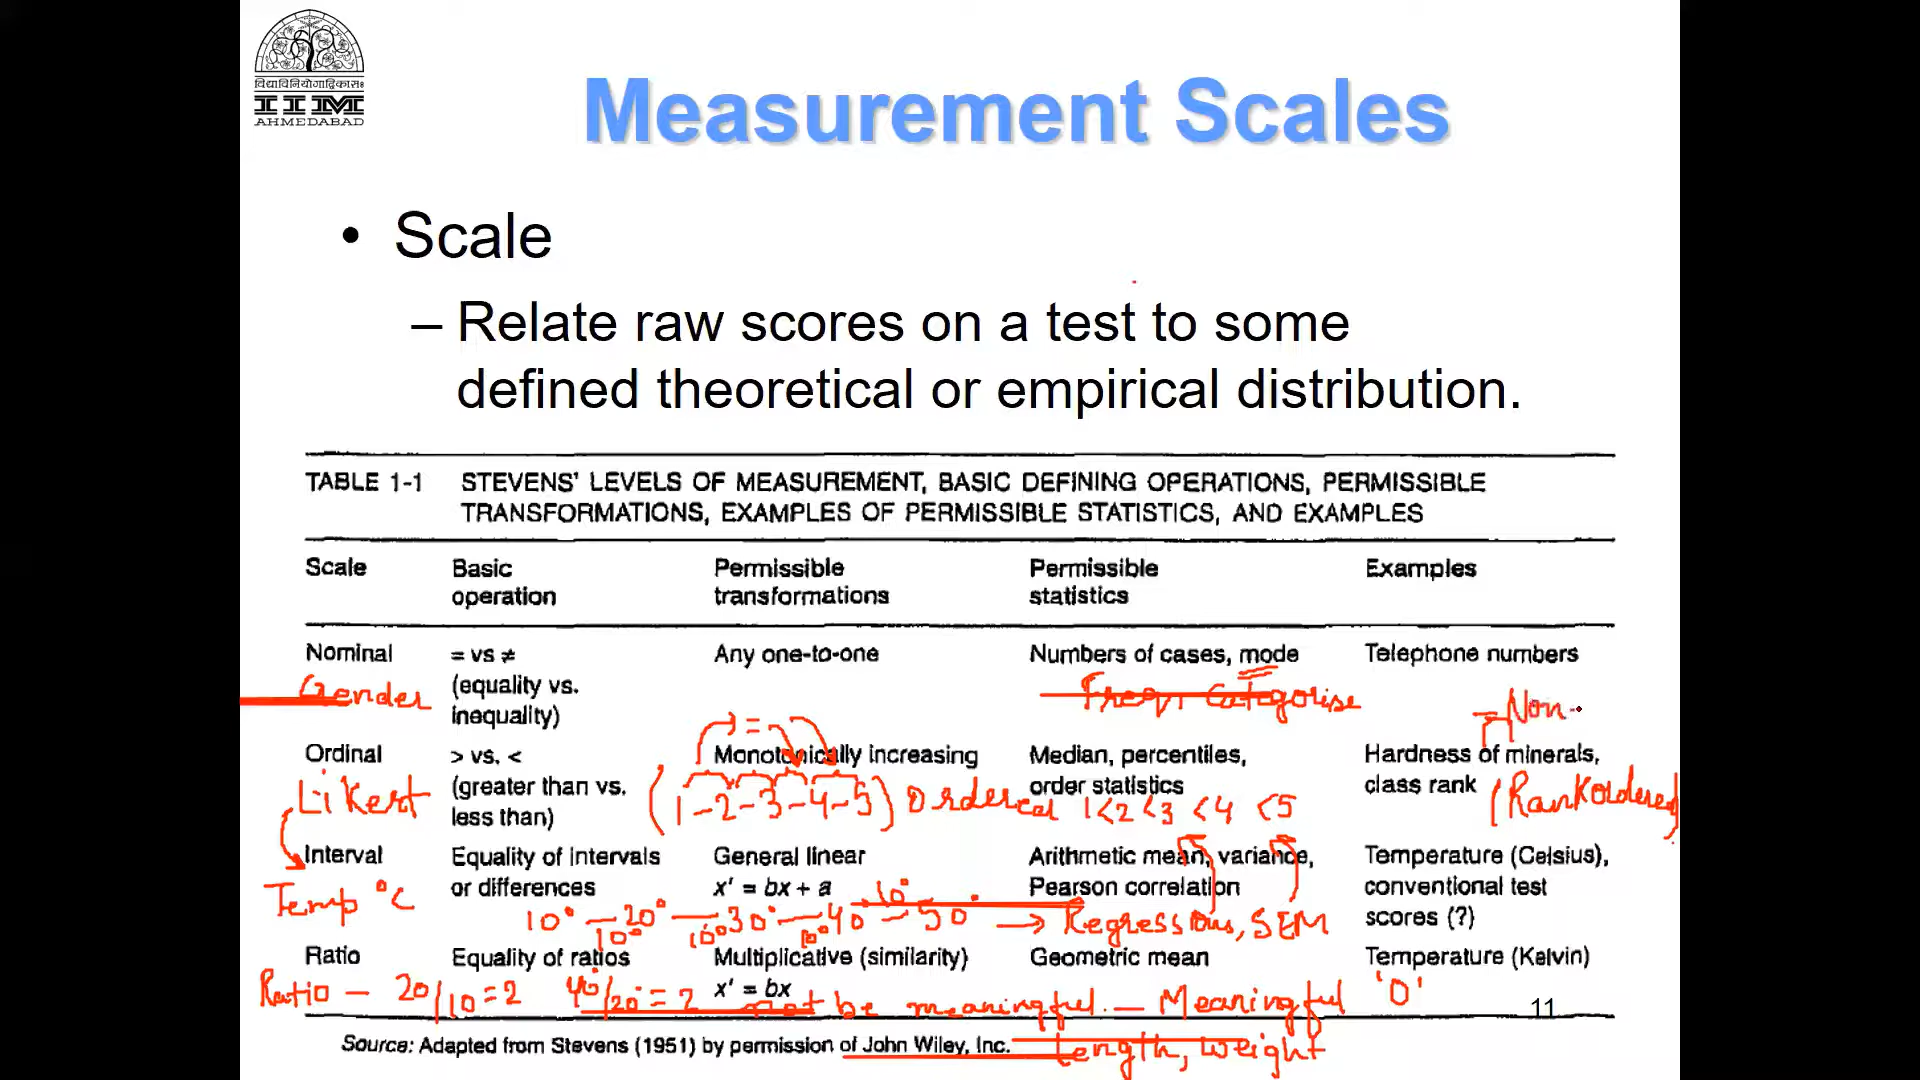 विद्याविनियोगाद्विकासः
IIM
AHMEDABAD
Measurement Scales
• Scale
– Relate raw scores on a test to some
defined theoretical or empirical distribution.
TABLE 1-1 STEVENS' LEVELS OF MEASUREMENT, BASIC DEFINING OPERATIONS, PERMISSIBLE
TRANSFORMATIONS, EXAMPLES OF PERMISSIBLE STATISTICS, AND EXAMPLES
Scale Basic Permissible Permissible Examples
operation transformations statistics
Nominal = vs ≠ Any one-to-one Numbers of cases, mode Telephone numbers
Gender (equality vs. Freqn Categorise Non-
inequality)
=
Ordinal > vs. < Monotonically increasing Median, percentiles, Hardness of minerals,
Likert (greater than vs. (1-2-3-4-5) Ordered order statistics class rank (Rankordered)
less than) 1<2<3<4<5
Interval Equality of intervals General linear Arithmetic mean, variance, Temperature (Celsius),
Temp °C or differences x' = bx + a 10° Pearson correlation conventional test
10° – 20° – 30° – 40 – 50° → Regressions, SEM scores (?)
10° 10° 10°
Ratio Equality of ratios Multiplicative (similarity) Geometric mean Temperature (Kelvin)
Ratio – 20/10 = 2 40°/20° = 2 x' = bx not be meaningful. – Meaningful '0' 11
Source: Adapted from Stevens (1951) by permission of John Wiley, Inc. Length, weight